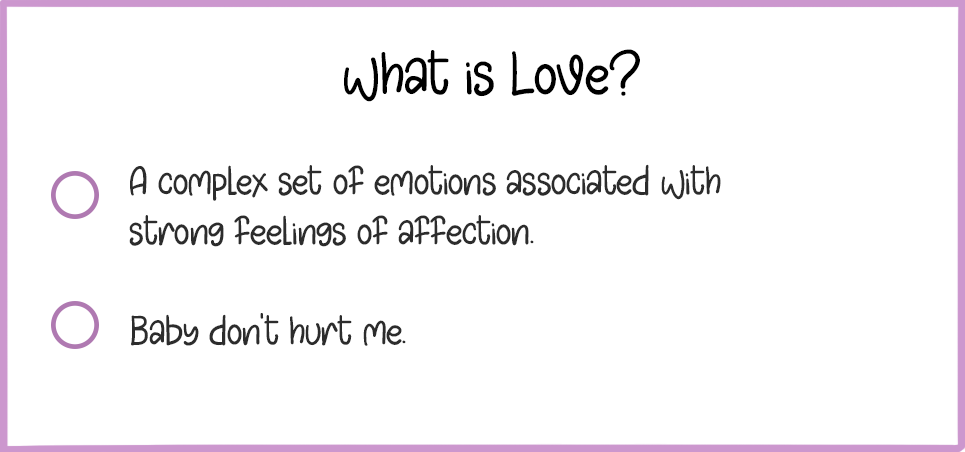 What is Love?
A complex set of emotions associated with
strong feelings of affection.
Baby don't hurt me.